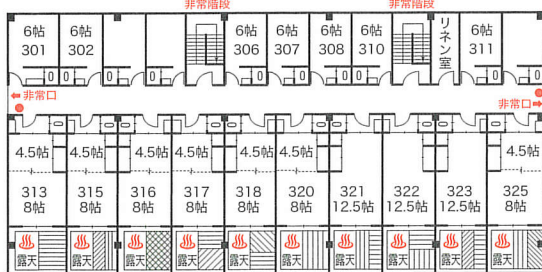 非常階段 非常階段
6帖 6帖 6帖 6帖 6帖 6帖 リネン室 6帖
301 302 306 307 308 310 311
←非常口
非常口→
4.5帖 4.5帖 4.5帖 4.5帖 4.5帖 4.5帖 4.5帖
313 315 316 317 318 320 321 322 323 325
8帖 8帖 8帖 8帖 8帖 8帖 12.5帖 12.5帖 12.5帖 8帖
露天 露天 露天 露天 露天 露天 露天 露天 露天 露天